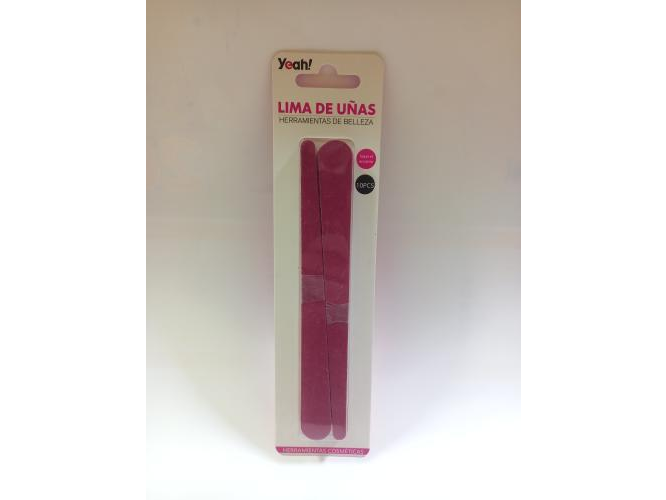 Yeah!
LIMA DE UÑAS
HERRAMIENTAS DE BELLEZA
10PCS
HERRAMIENTAS COSMÉTICAS